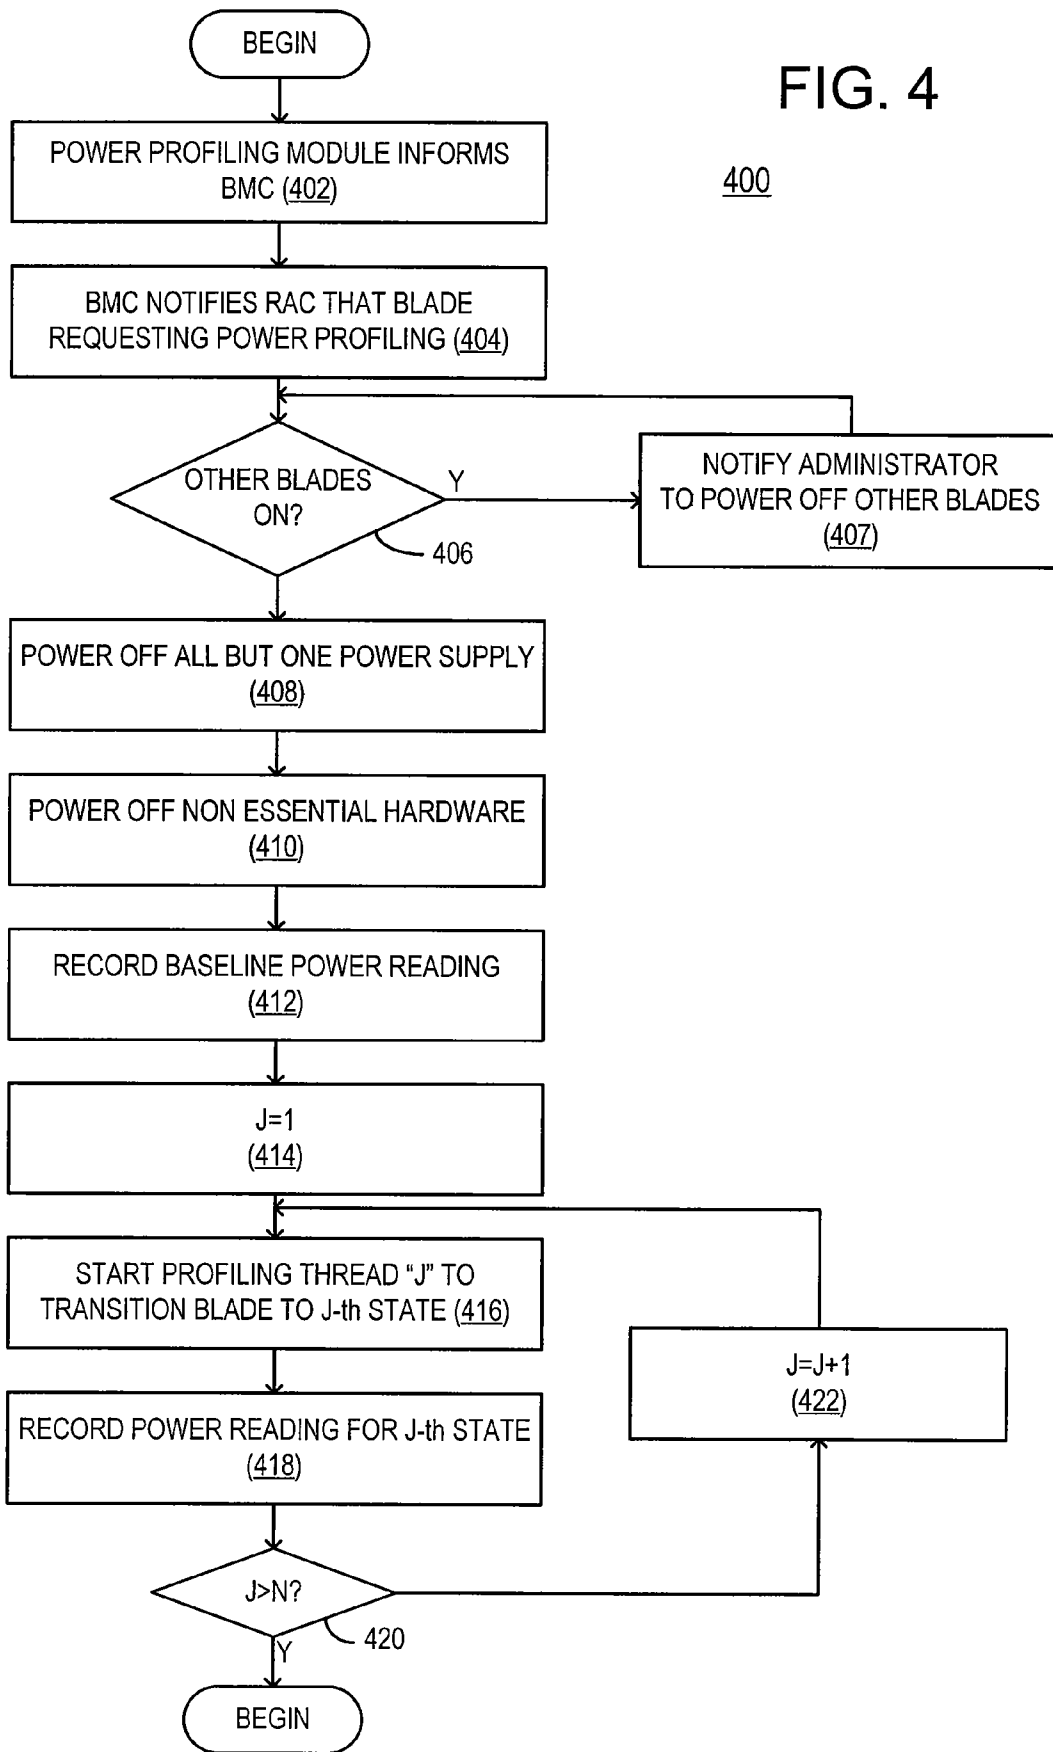 BEGIN
FIG. 4
400
POWER PROFILING MODULE INFORMS
BMC (402)
BMC NOTIFIES RAC THAT BLADE
REQUESTING POWER PROFILING (404)
OTHER BLADES
ON?
Y
406
NOTIFY ADMINISTRATOR
TO POWER OFF OTHER BLADES
(407)
POWER OFF ALL BUT ONE POWER SUPPLY
(408)
POWER OFF NON ESSENTIAL HARDWARE
(410)
RECORD BASELINE POWER READING
(412)
J=1
(414)
START PROFILING THREAD "J" TO
TRANSITION BLADE TO J-th STATE (416)
J=J+1
(422)
RECORD POWER READING FOR J-th STATE
(418)
J>N?
420
Y
BEGIN